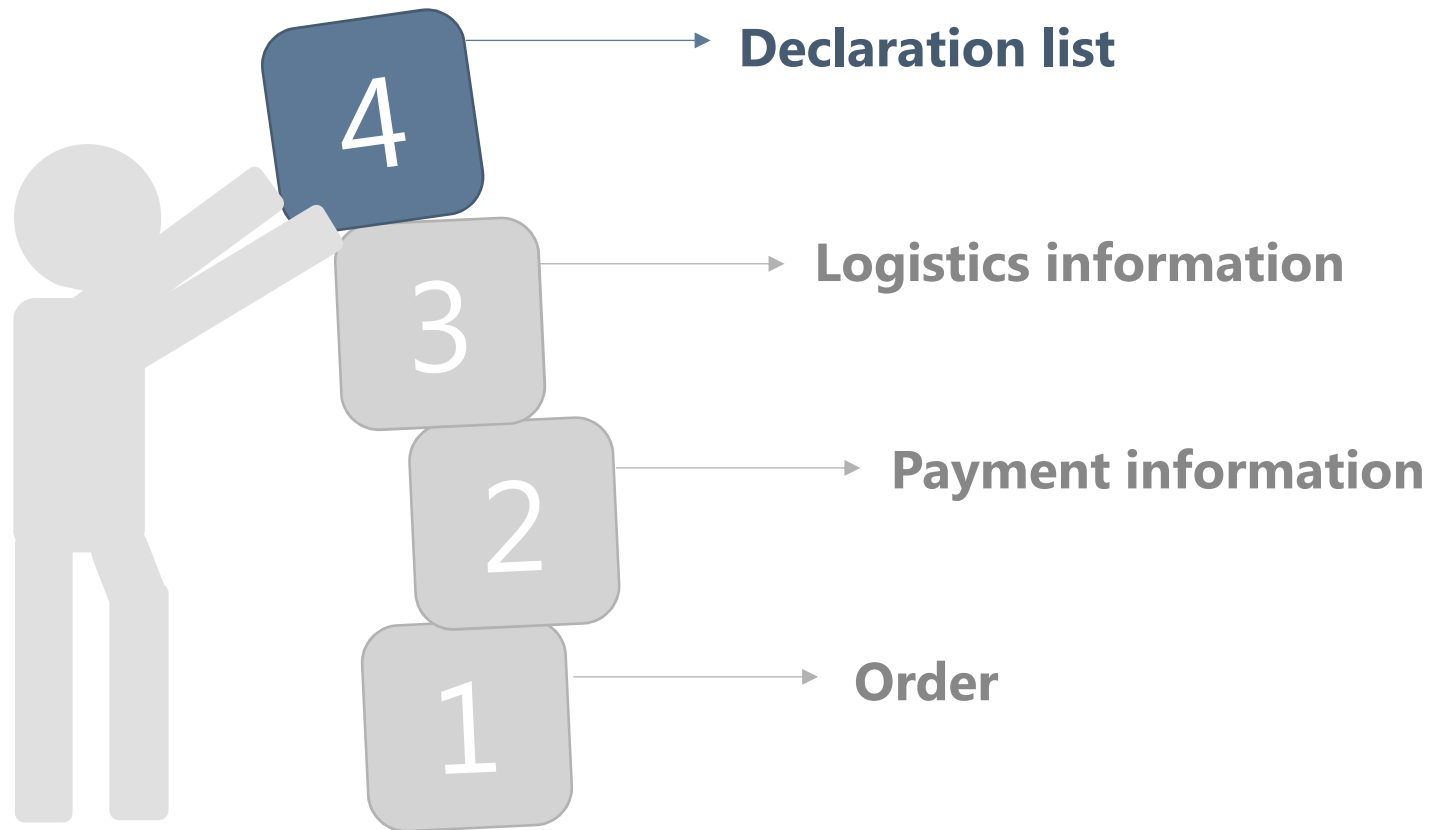 4
Declaration list
3
Logistics information
2
Payment information
1
Order